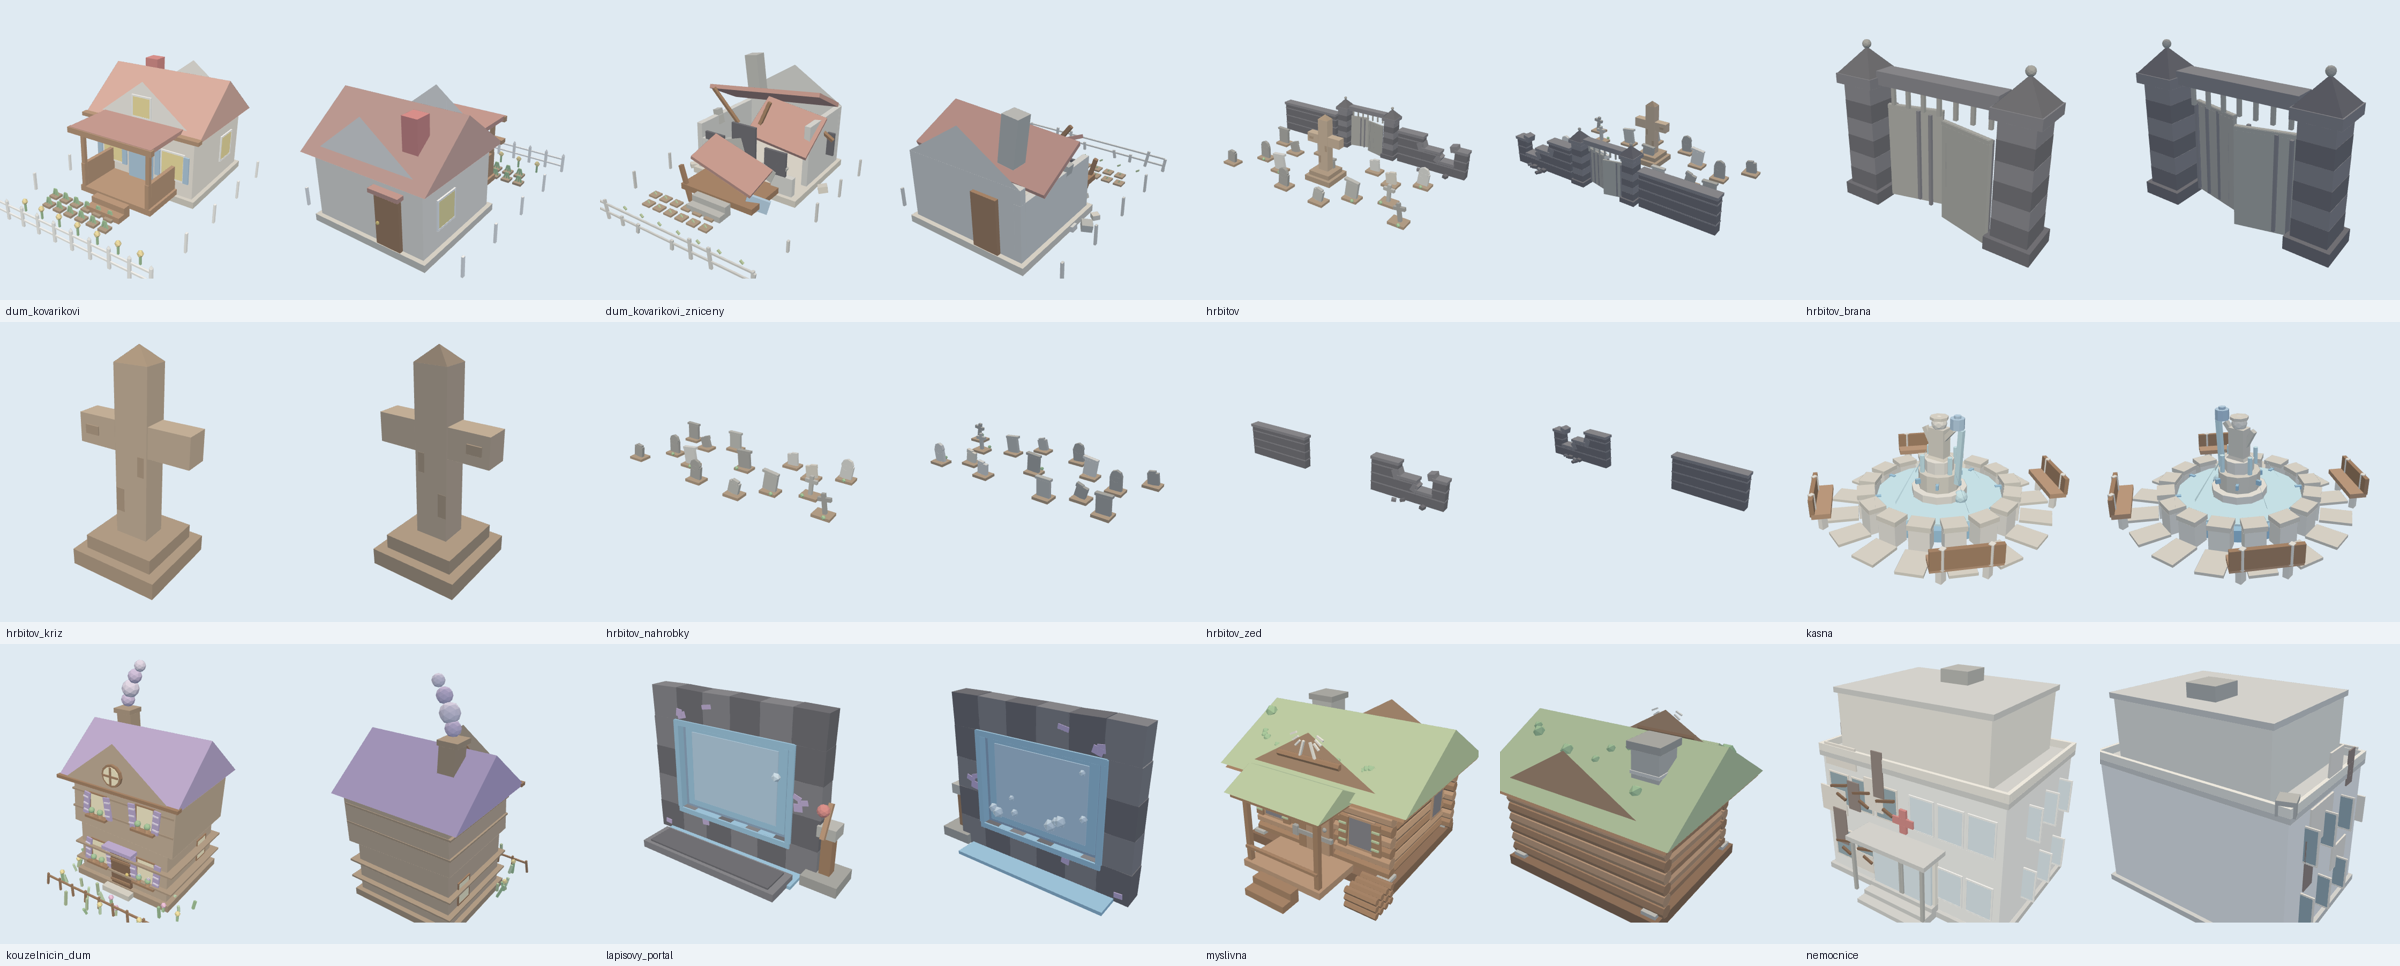 dum_kovarikovi
dum_kovarikovi_zniceny
hrbitov
hrbitov_brana
hrbitov_kriz
hrbitov_nahrobky
hrbitov_zed
kasna
kouzelnicin_dum
lapisovy_portal
myslivna
nemocnice